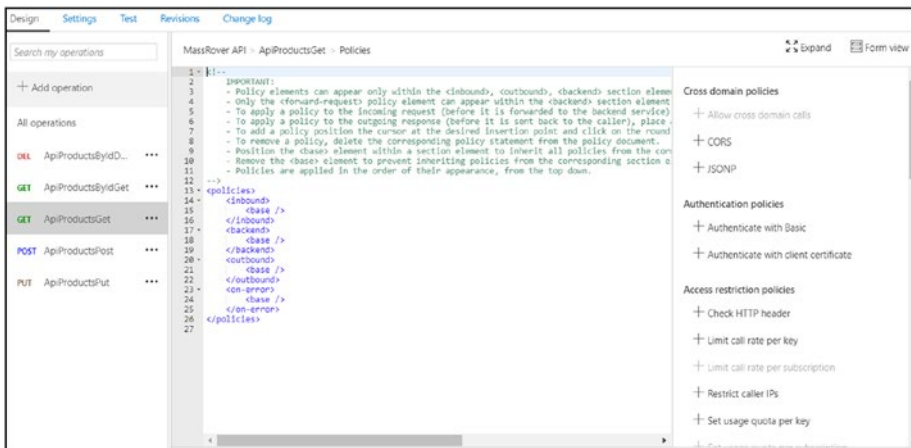 Design Settings Test Revisions Change log
Search my operations
+ Add operation
All operations
DEL ApiProductsByIdD... •••
GET ApiProductsByIdGet •••
GET ApiProductsGet •••
POST ApiProductsPost •••
PUT ApiProductsPut •••
MassRover API > ApiProductsGet > Policies
Expand Form view
1 <!--
2 IMPORTANT:
3 - Policy elements can appear only within the <inbound>, <outbound>, <backend> section eleme
4 - Only the <forward-request> policy element can appear within the <backend> section element
5 - To apply a policy to the incoming request (before it is forwarded to the backend service)
6 - To apply a policy to the outgoing response (before it is sent back to the caller), place
7 - To add a policy position the cursor at the desired insertion point and click on the round
8 - To remove a policy, delete the corresponding policy statement from the policy document.
9 - Position the <base> element within a section element to inherit all policies from the cor
10 - Remove the <base> element to prevent inheriting policies from the corresponding section e
11 - Policies are applied in the order of their appearance, from the top down.
12 -->
13 <policies>
14 <inbound>
15 <base />
16 </inbound>
17 <backend>
18 <base />
19 </backend>
20 <outbound>
21 <base />
22 </outbound>
23 <on-error>
24 <base />
25 </on-error>
26 </policies>
27
Cross domain policies
+ Allow cross domain calls
+ CORS
+ JSONP
Authentication policies
+ Authenticate with Basic
+ Authenticate with client certificate
Access restriction policies
+ Check HTTP header
+ Limit call rate per key
+ Limit call rate per subscription
+ Restrict caller IPs
+ Set usage quota per key